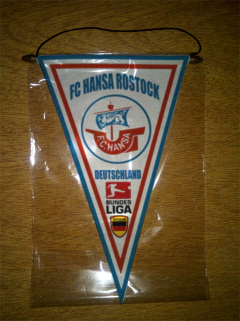 FC HANSA ROSTOCK
F.C. HANSA
DEUTSCHLAND
BUNDES
LIGA